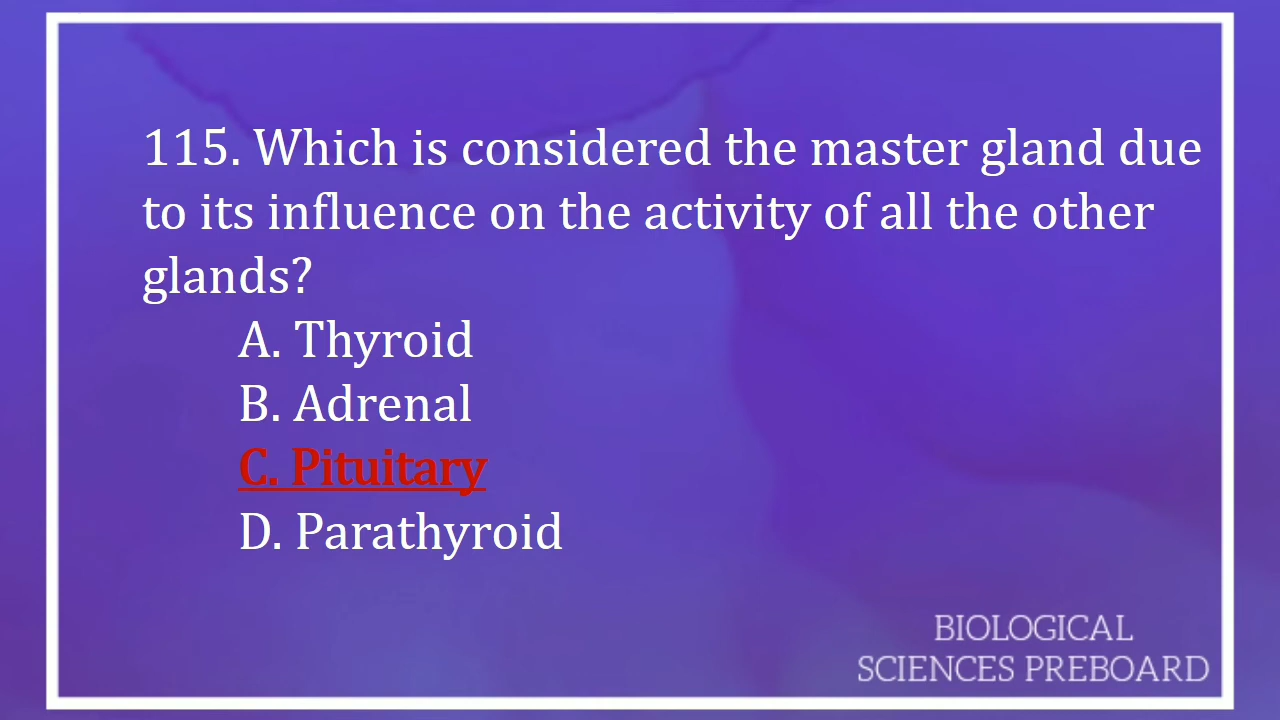 115. Which is considered the master gland due
to its influence on the activity of all the other
glands?
A. Thyroid
B. Adrenal
C. Pituitary
D. Parathyroid
BIOLOGICAL
SCIENCES PREBOARD